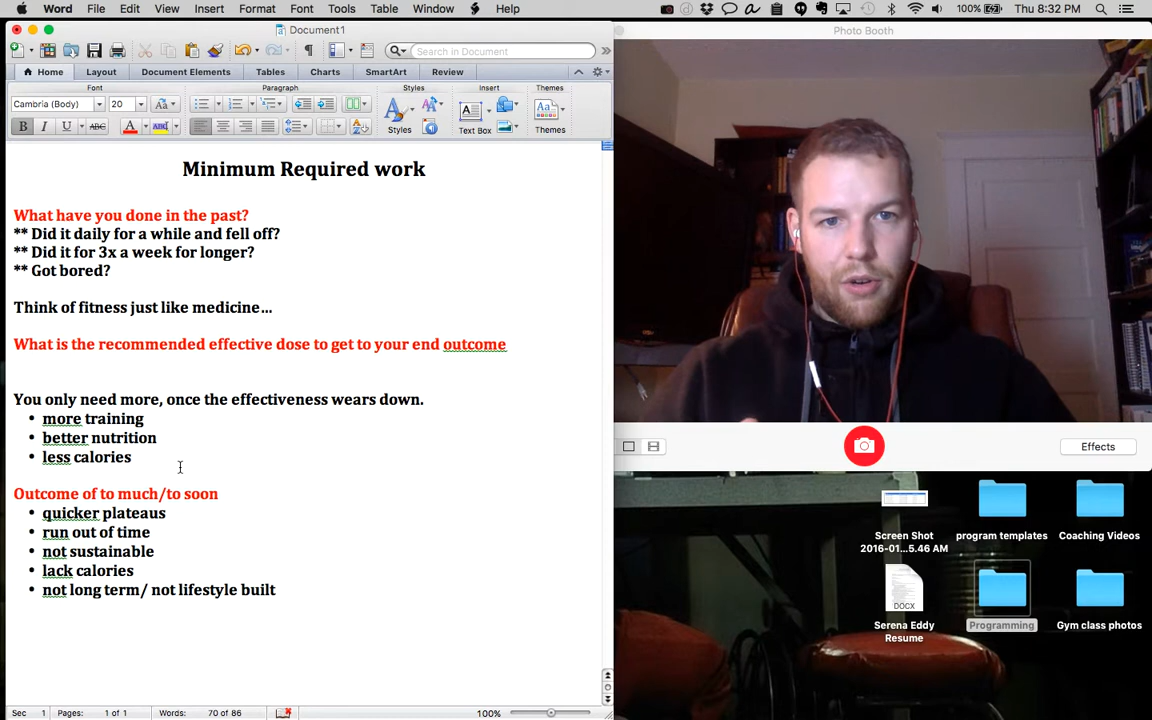 Word File Edit View Insert Format Font Tools Table Window Help
100% Thu 8:32 PM
Document1
Search in Document
Home Layout Document Elements Tables Charts SmartArt Review
Font Paragraph Styles Insert Themes
Cambria (Body) 20 Aa
B I U ABC A ABC Styles A Text Box Aa Themes
Minimum Required work
What have you done in the past?
** Did it daily for a while and fell off?
** Did it for 3x a week for longer?
** Got bored?
Think of fitness just like medicine…
What is the recommended effective dose to get to your end outcome
You only need more, once the effectiveness wears down.
• more training
• better nutrition
• less calories
Outcome of to much/to soon
• quicker plateaus
• run out of time
• not sustainable
• lack calories
• not long term/ not lifestyle built
Sec 1 Pages: 1 of 1 Words: 70 of 86 100%
Photo Booth
Effects
Screen Shot
2016-01...5.46 AM
program templates
Coaching Videos
DOCX
Serena Eddy
Resume
Programming
Gym class photos